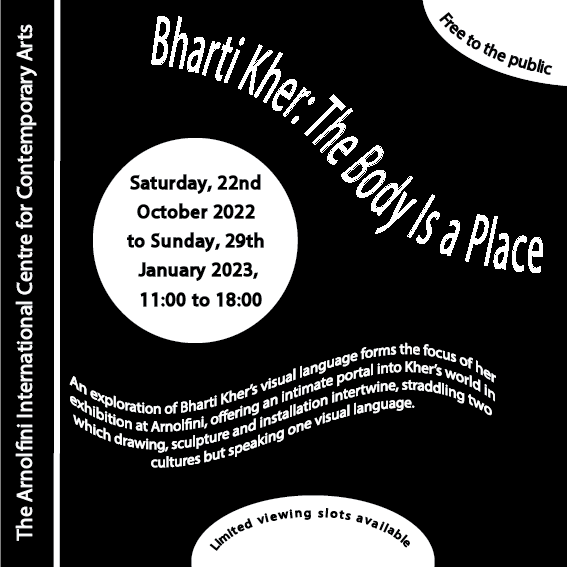 The Arnolfini International Centre for Contemporary Arts
Free to the public
Bharti Kher: The Body Is a Place
Saturday, 22nd
October 2022
to Sunday, 29th
January 2023,
11:00 to 18:00
An exploration of Bharti Kher's visual language forms the focus of her
exhibition at Arnolfini, offering an intimate portal into Kher's world in
which drawing, sculpture and installation intertwine, straddling two
cultures but speaking one visual language.
Limited viewing slots available